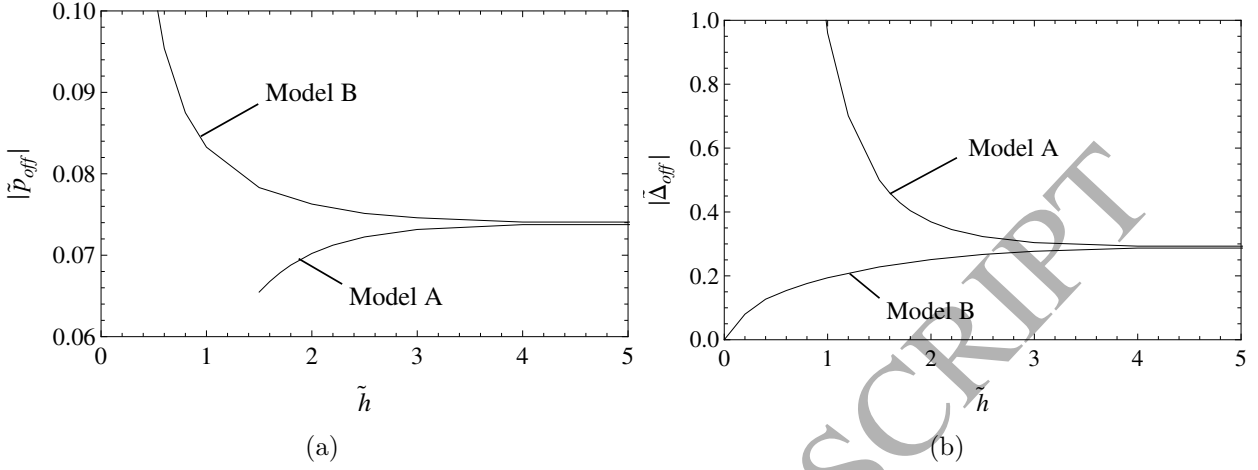 0.10
0.09
0.08
0.07
0.06
|p̃off|
Model B
Model A
0 1 2 3 4 5
h̃
(a)
1.0
0.8
0.6
0.4
0.2
0.0
|Δ̃off|
Model A
Model B
0 1 2 3 4 5
h̃
(b)
SCRIPT